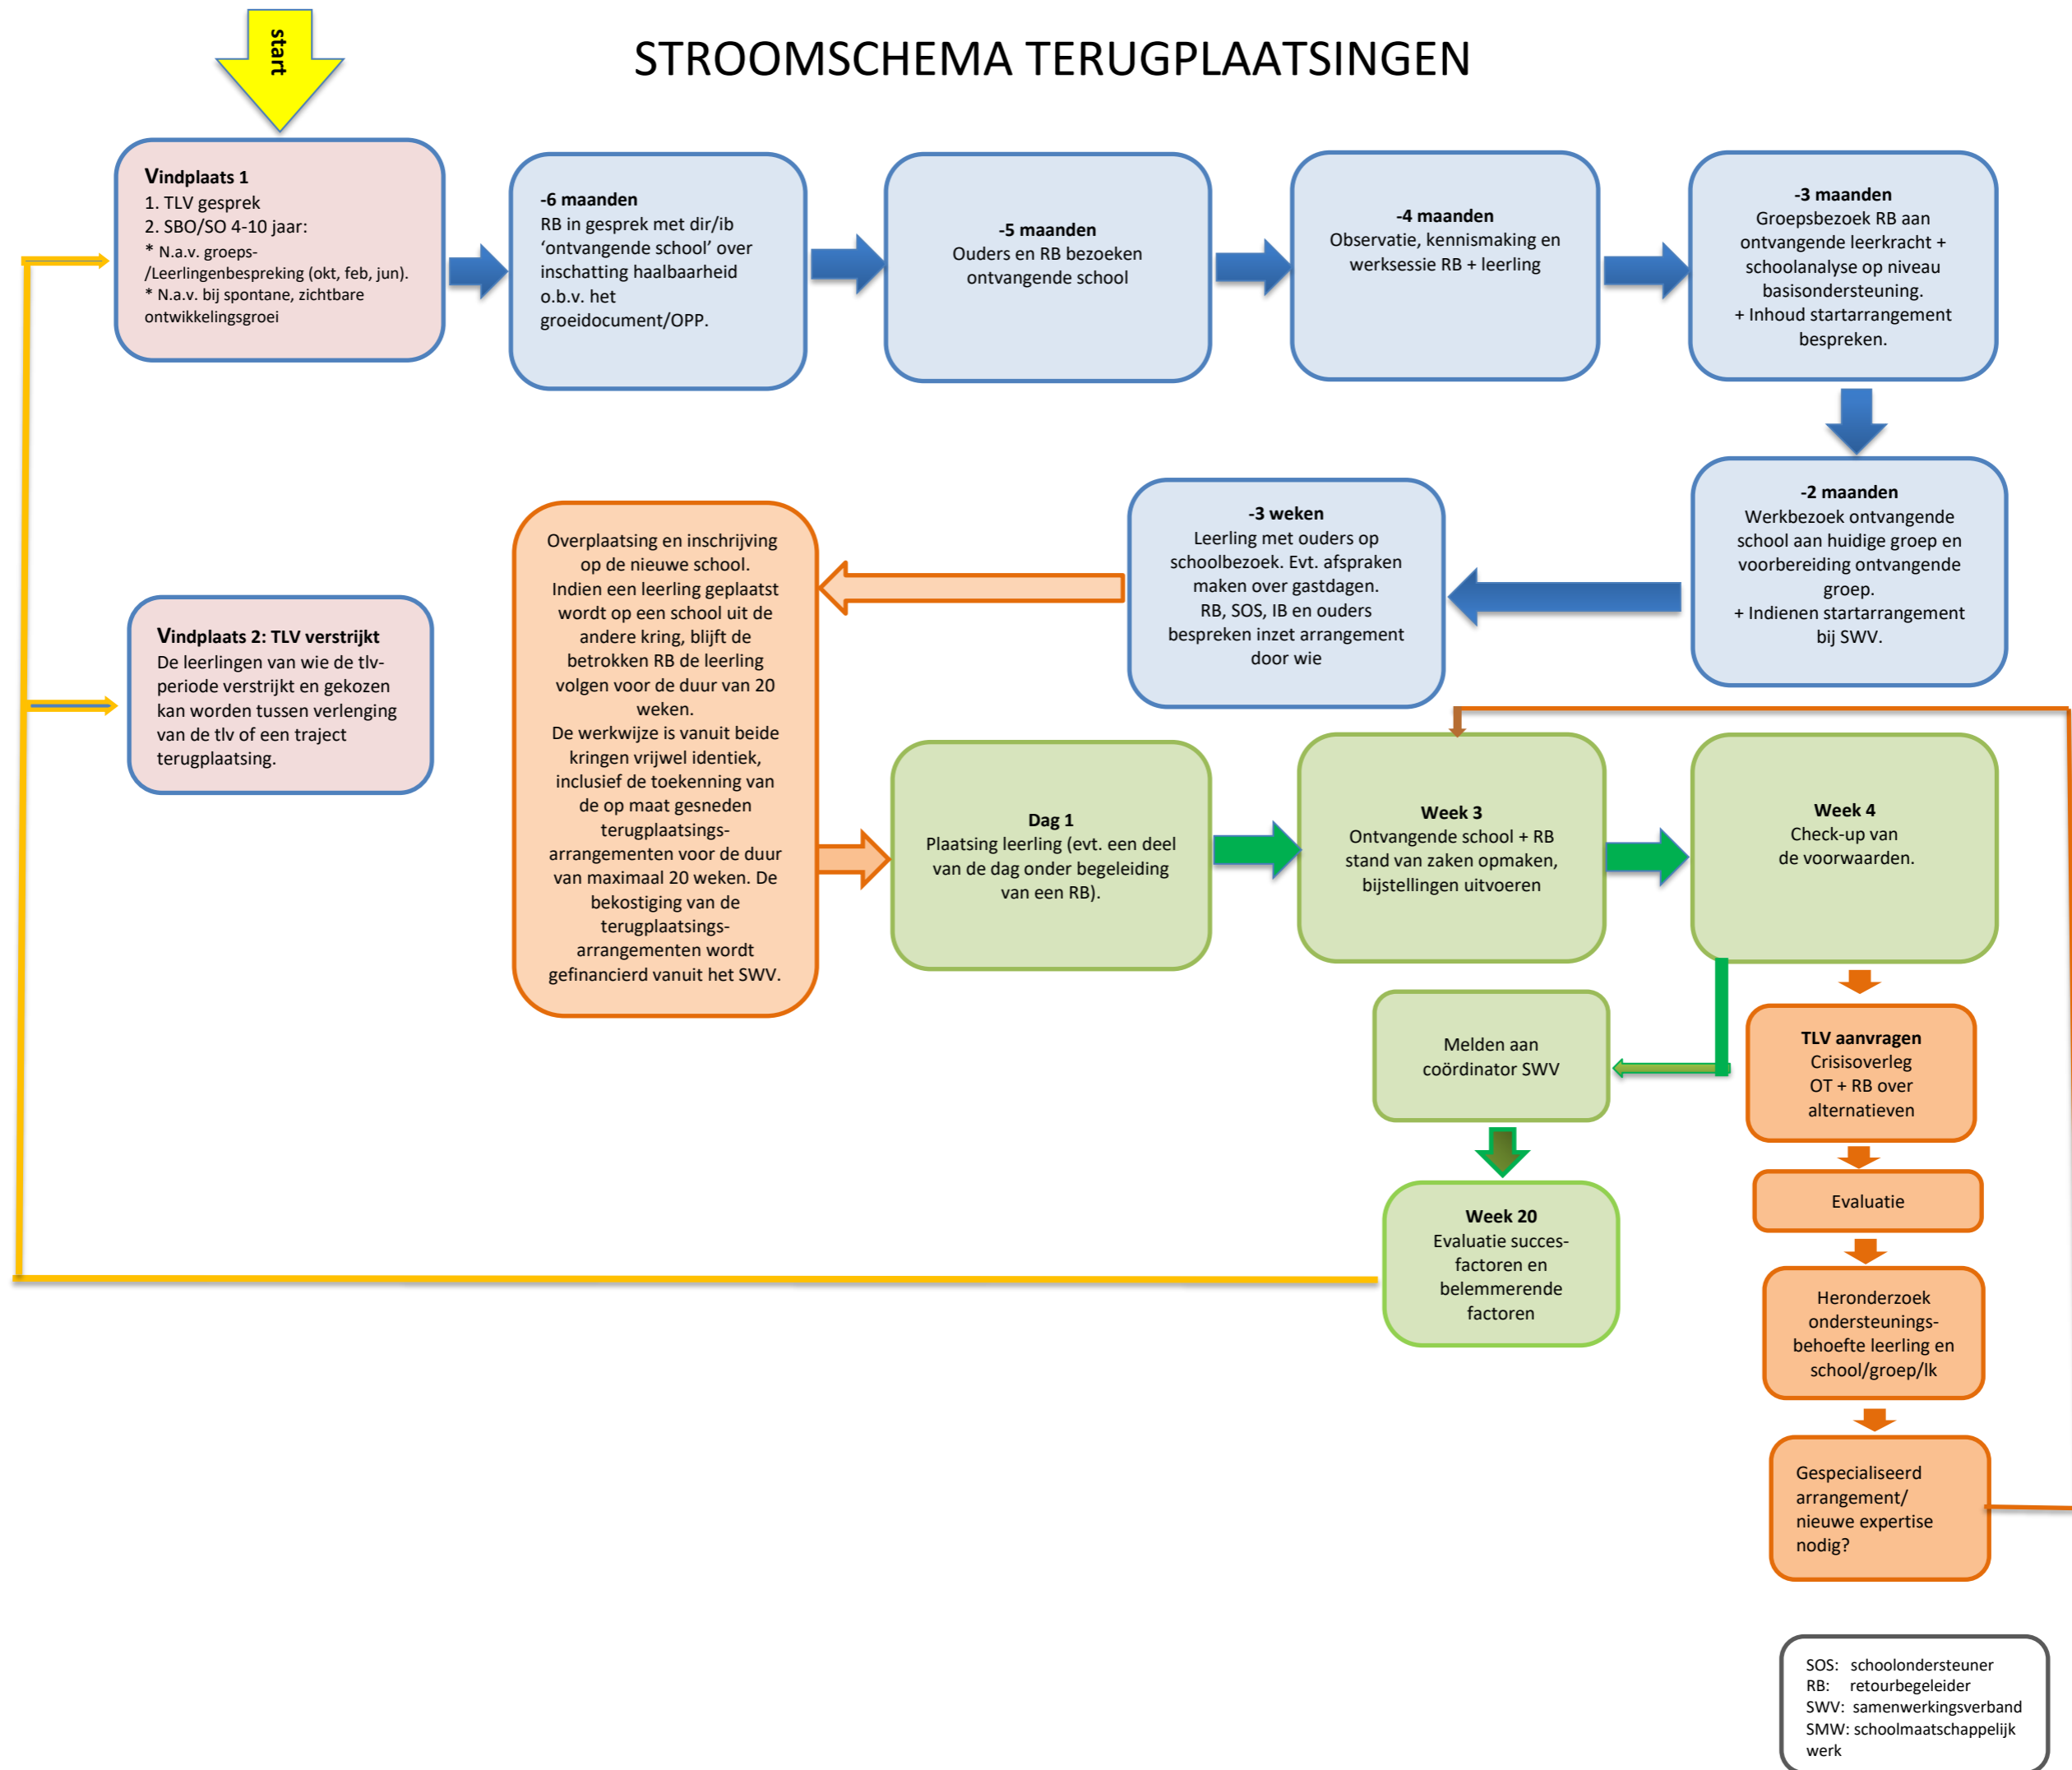 start
STROOMSCHEMA TERUGPLAATSINGEN
Vindplaats 1
1. TLV gesprek
2. SBO/SO 4-10 jaar:
* N.a.v. groeps-
/Leerlingenbespreking (okt, feb, jun).
* N.a.v. bij spontane, zichtbare
ontwikkelingsgroei
-6 maanden
RB in gesprek met dir/ib
‘ontvangende school’ over
inschatting haalbaarheid
o.b.v. het
groeidocument/OPP.
-5 maanden
Ouders en RB bezoeken
ontvangende school
-4 maanden
Observatie, kennismaking en
werksessie RB + leerling
-3 maanden
Groepsbezoek RB aan
ontvangende leerkracht +
schoolanalyse op niveau
basisondersteuning.
+ Inhoud startarrangement
bespreken.
-2 maanden
Werkbezoek ontvangende
school aan huidige groep en
voorbereiding ontvangende
groep.
+ Indienen startarrangement
bij SWV.
-3 weken
Leerling met ouders op
schoolbezoek. Evt. afspraken
maken over gastdagen.
RB, SOS, IB en ouders
bespreken inzet arrangement
door wie
Overplaatsing en inschrijving
op de nieuwe school.
Indien een leerling geplaatst
wordt op een school uit de
andere kring, blijft de
betrokken RB de leerling
volgen voor de duur van 20
weken.
De werkwijze is vanuit beide
kringen vrijwel identiek,
inclusief de toekenning van
de op maat gesneden
terugplaatsings-
arrangementen voor de duur
van maximaal 20 weken. De
bekostiging van de
terugplaatsings-
arrangementen wordt
gefinancierd vanuit het SWV.
Vindplaats 2: TLV verstrijkt
De leerlingen van wie de tlv-
periode verstrijkt en gekozen
kan worden tussen verlenging
van de tlv of een traject
terugplaatsing.
Dag 1
Plaatsing leerling (evt. een deel
van de dag onder begeleiding
van een RB).
Week 3
Ontvangende school + RB
stand van zaken opmaken,
bijstellingen uitvoeren
Week 4
Check-up van
de voorwaarden.
Melden aan
coördinator SWV
TLV aanvragen
Crisisoverleg
OT + RB over
alternatieven
Evaluatie
Week 20
Evaluatie succes-
factoren en
belemmerende
factoren
Heronderzoek
ondersteunings-
behoefte leerling en
school/groep/lk
Gespecialiseerd
arrangement/
nieuwe expertise
nodig?
SOS: schoolondersteuner
RB: retourbegeleider
SWV: samenwerkingsverband
SMW: schoolmaatschappelijk
werk